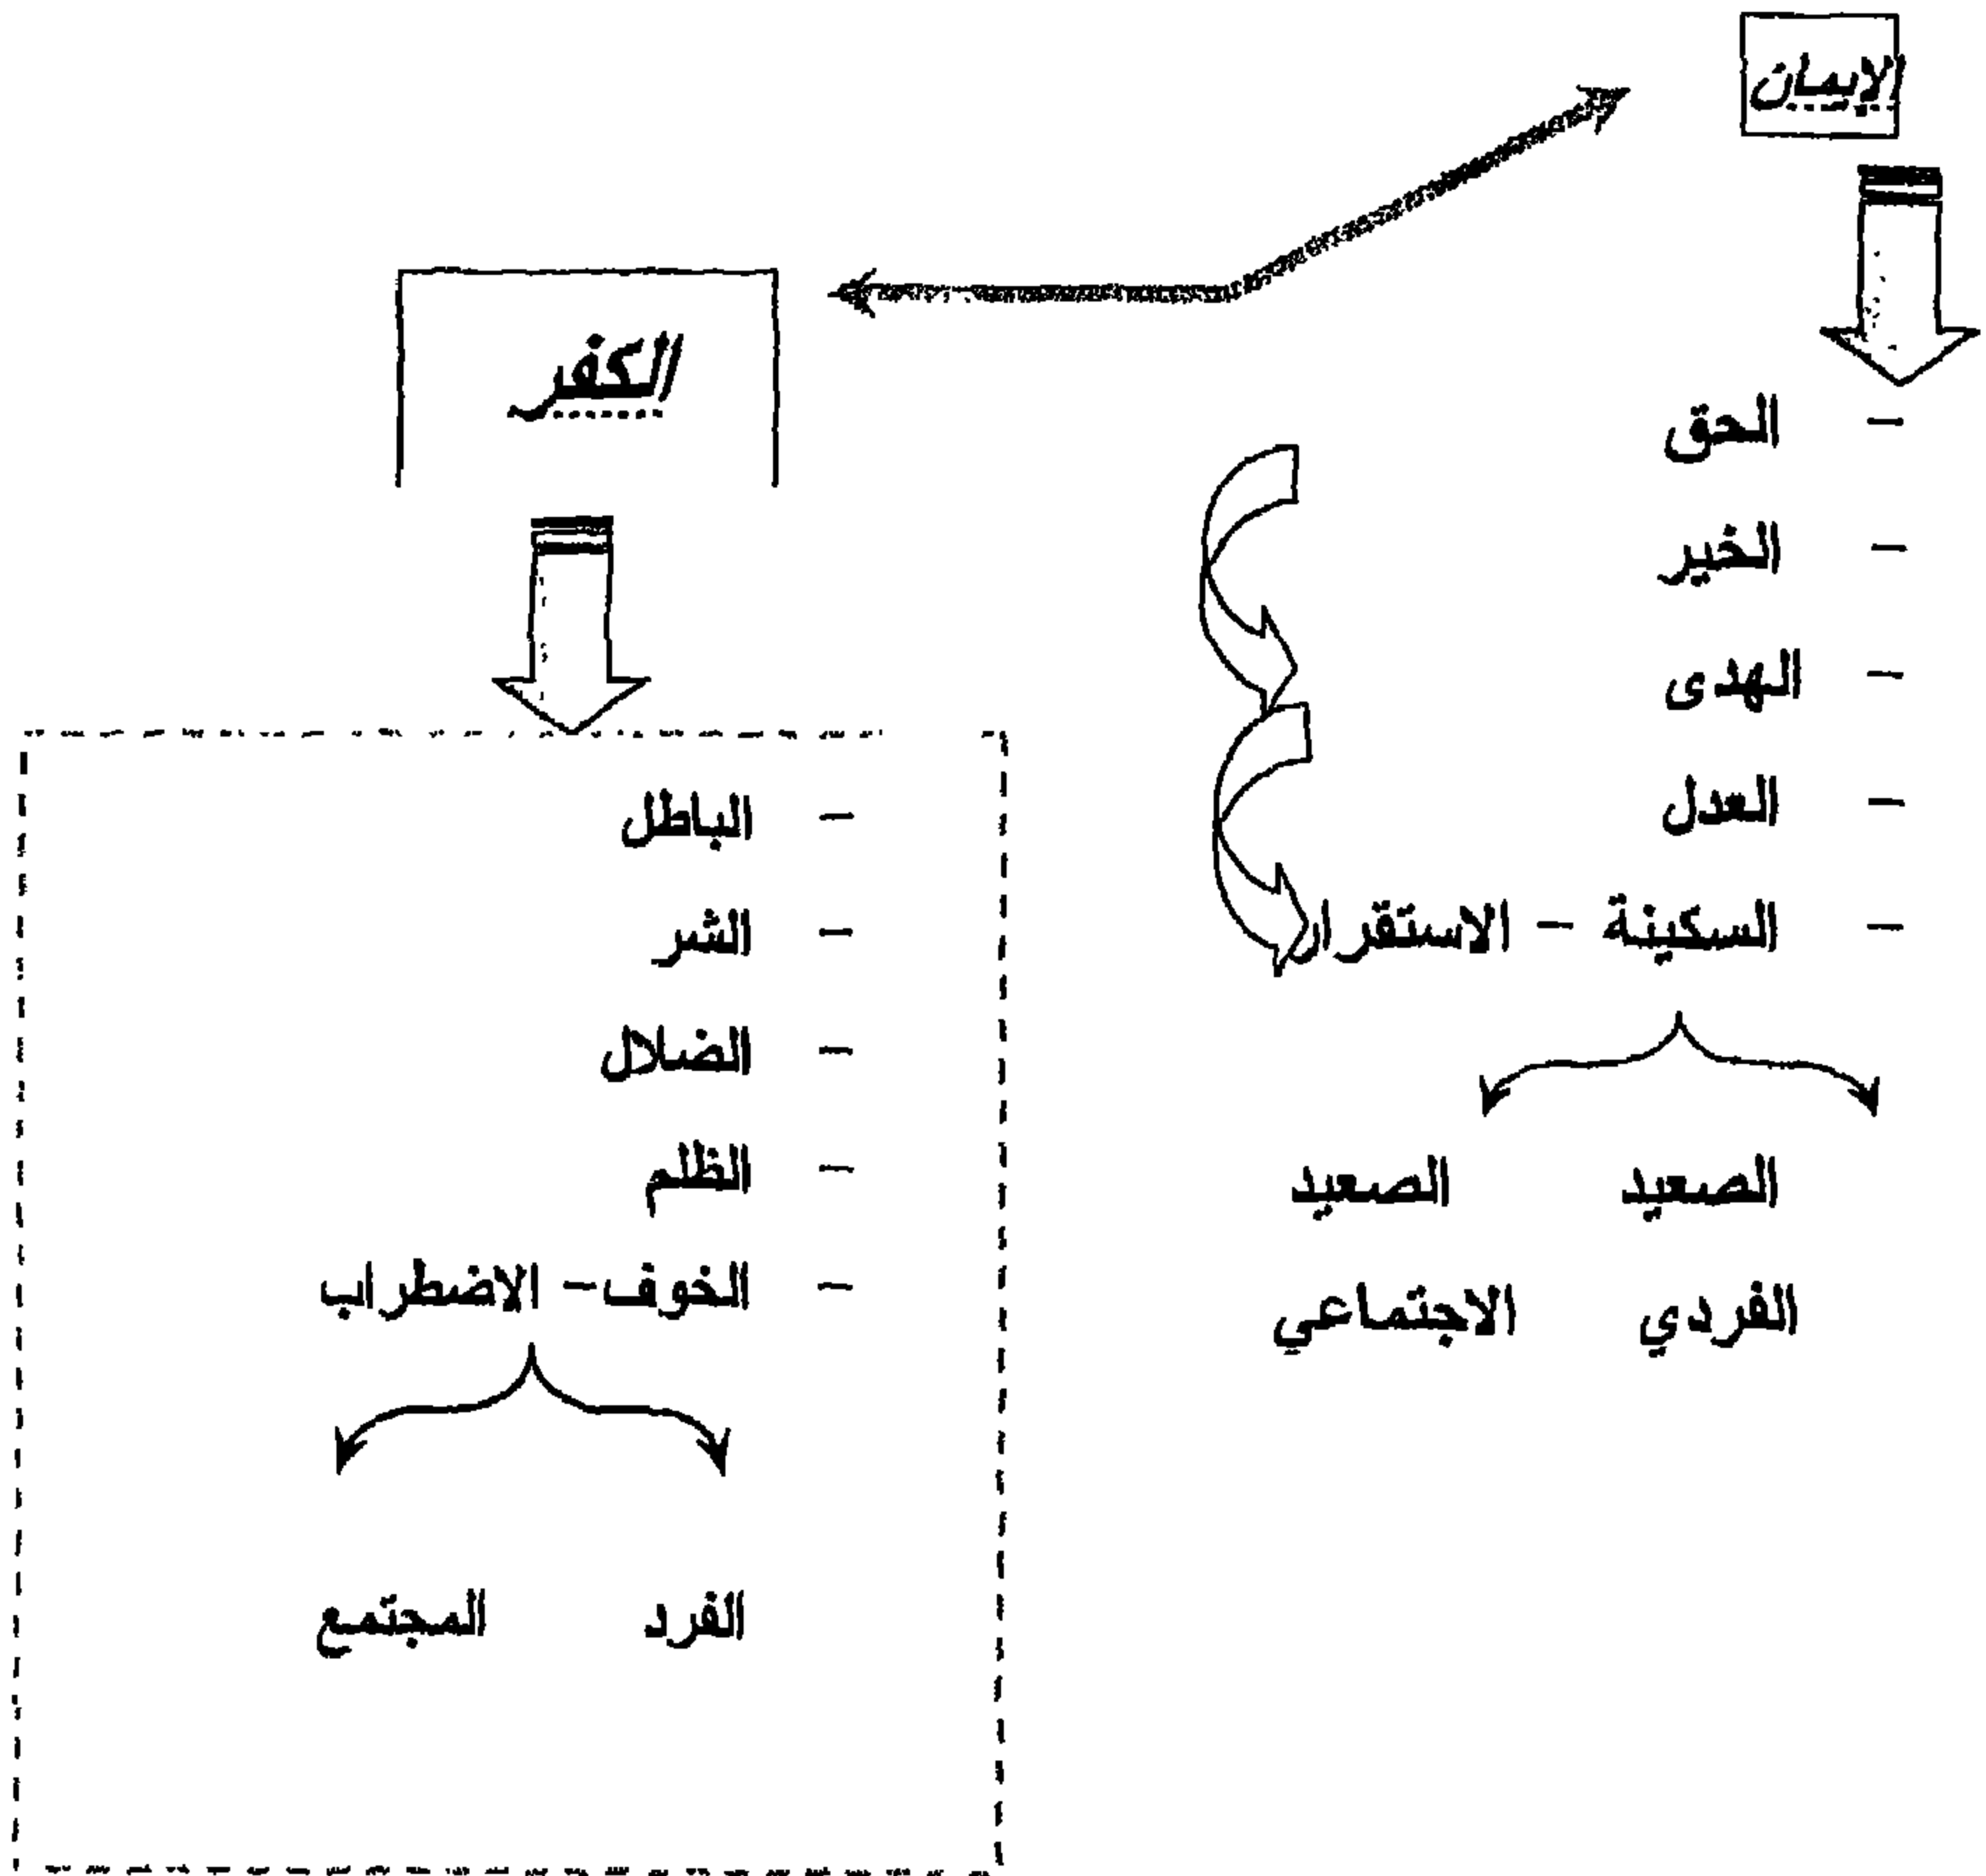 الإيمان
- الحق
- الخير
- الهدى
- العدل
- السكينة - الاستقرار
الصعيد الصعيد
الفردي الاجتماعي
الكفر
- الباطل
- الشر
- الضلال
- الظلم
- الخوف - الاضطراب
الفرد المجتمع